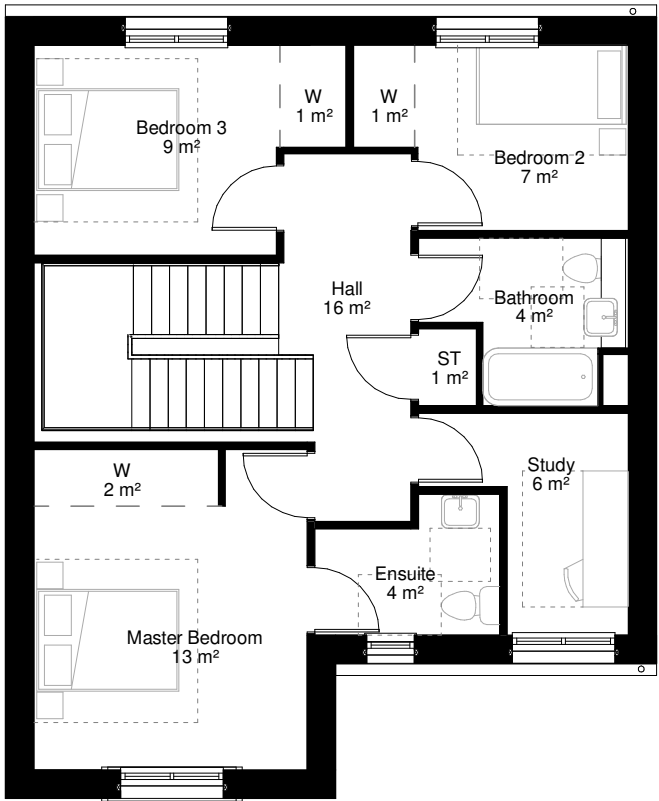 W
1 m²
W
1 m²
Bedroom 3
9 m²
Bedroom 2
7 m²
Hall
16 m²
Bathroom
4 m²
ST
1 m²
W
2 m²
Study
6 m²
Ensuite
4 m²
Master Bedroom
13 m²